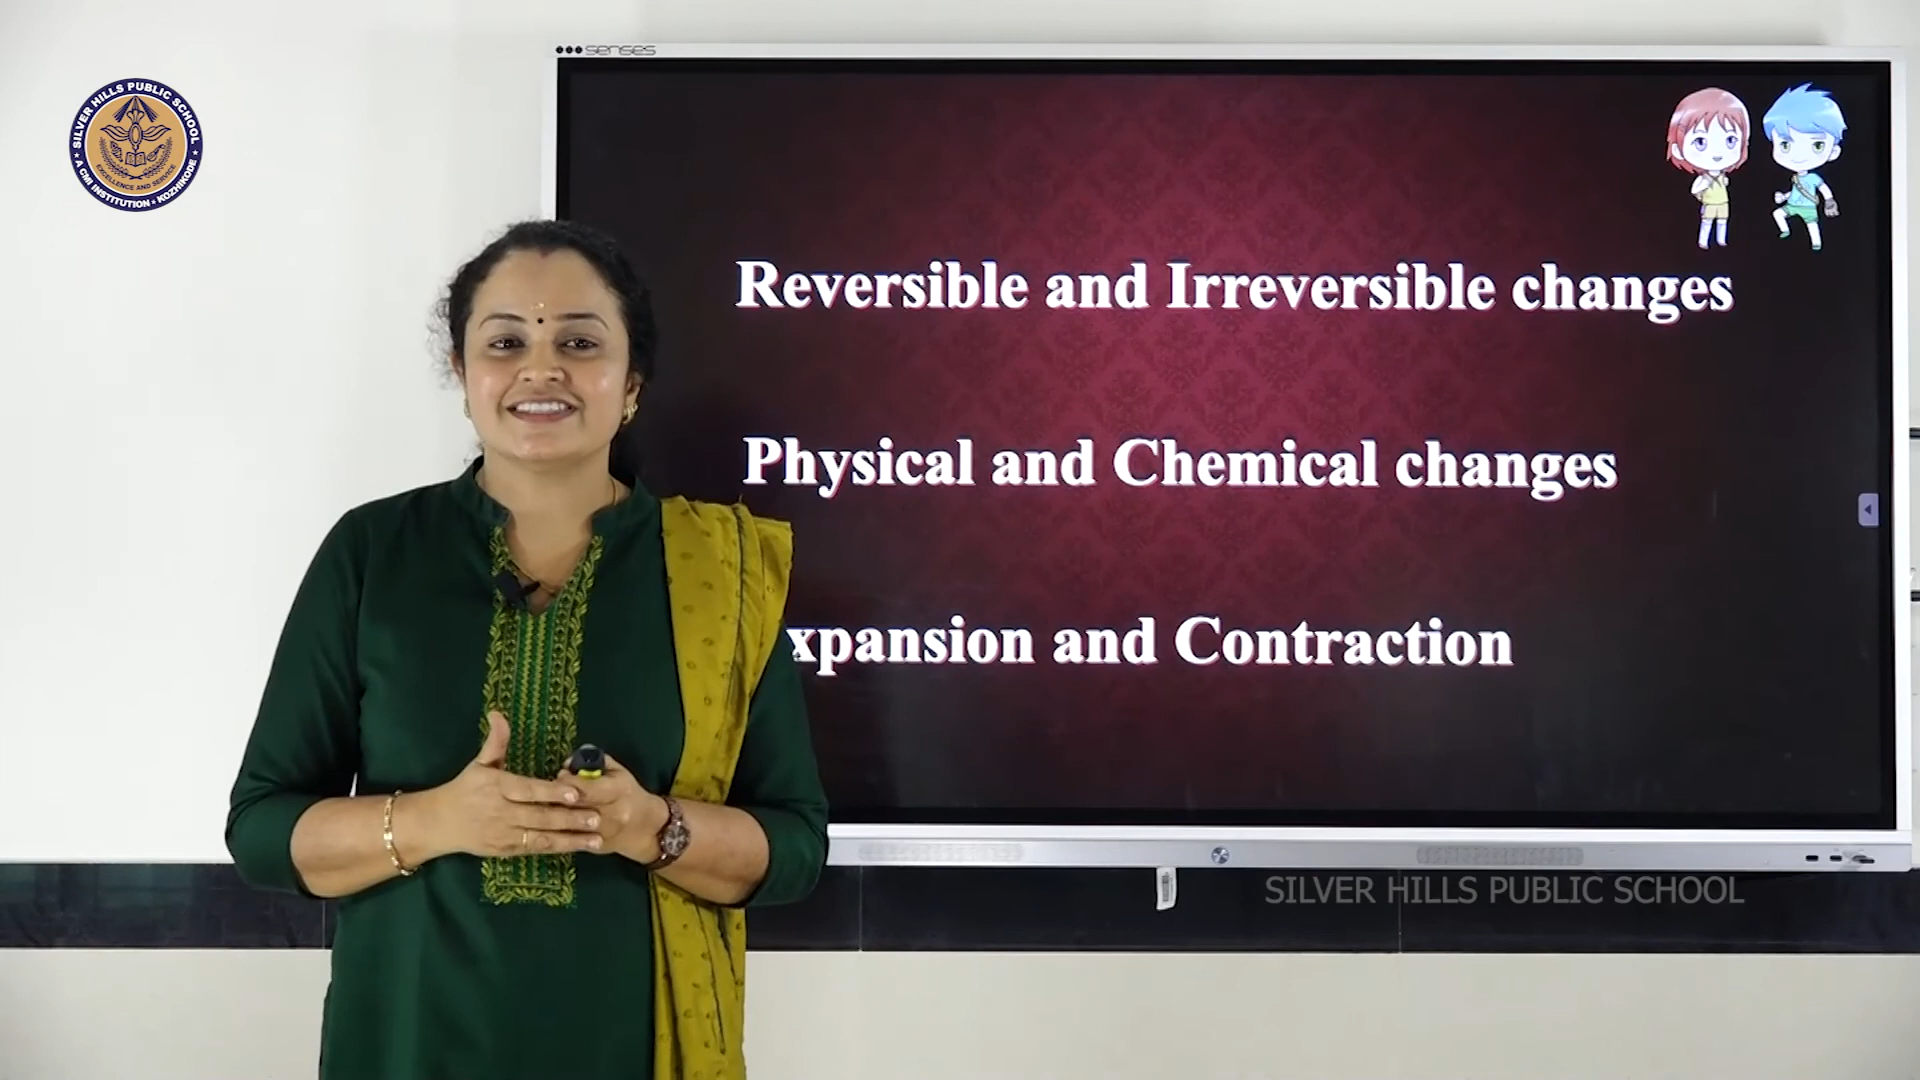 senses
SILVER HILLS PUBLIC SCHOOL
EXCELLENCE AND SERVICE
★ A CMI INSTITUTION ★ KOZHIKODE ★
Reversible and Irreversible changes
Physical and Chemical changes
xpansion and Contraction
SILVER HILLS PUBLIC SCHOOL